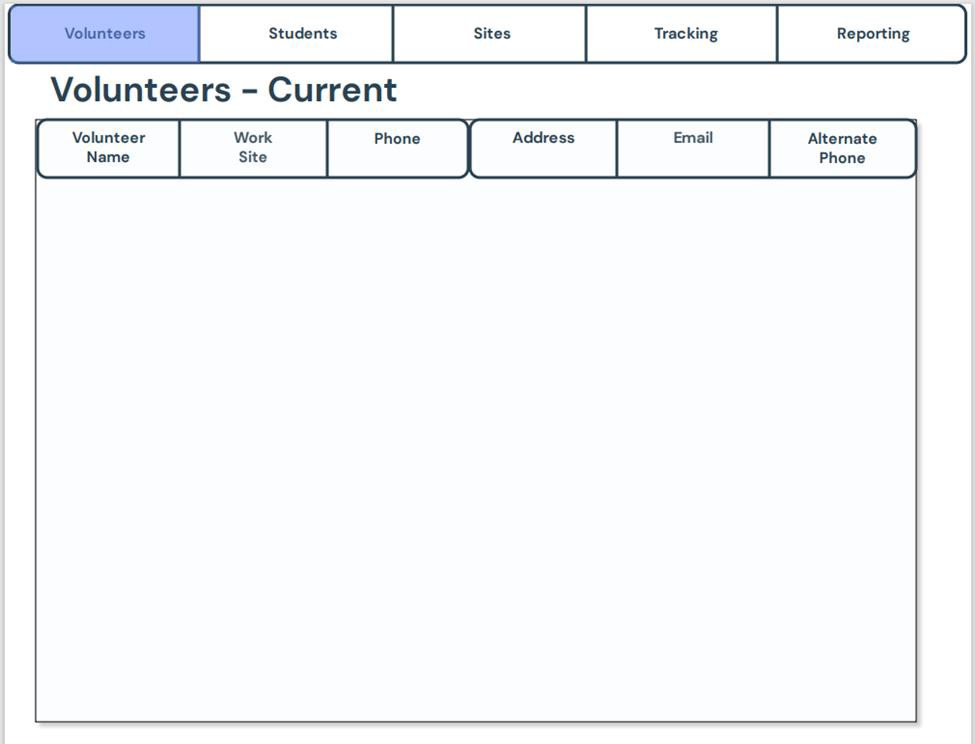 Volunteers
Students
Sites
Tracking
Reporting
Volunteers – Current
Volunteer
Name
Work
Site
Phone
Address
Email
Alternate
Phone